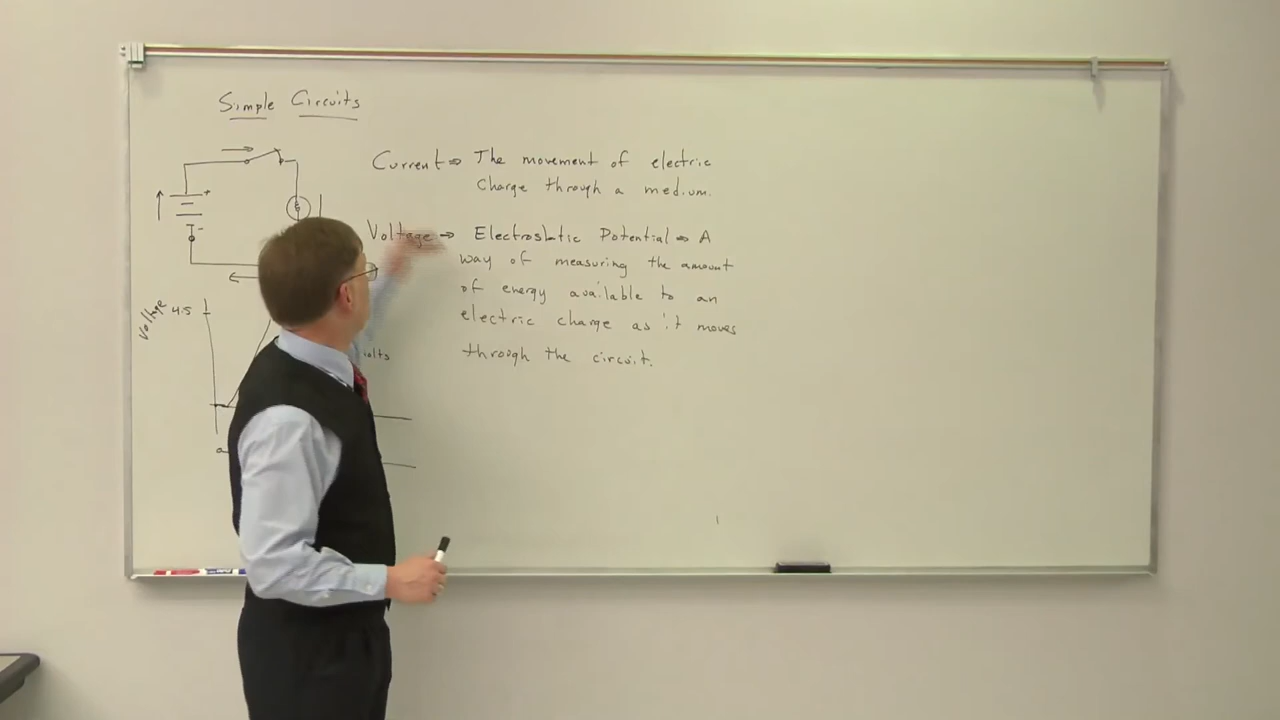 Simple Circuits
Current ⇒ The movement of electric
Charge through a medium.
+
-
Voltage → Electrostatic Potential ⇒ A
way of measuring the amount
of energy available to an
electric charge as it moves
through the circuit.
Voltage 4.5
a